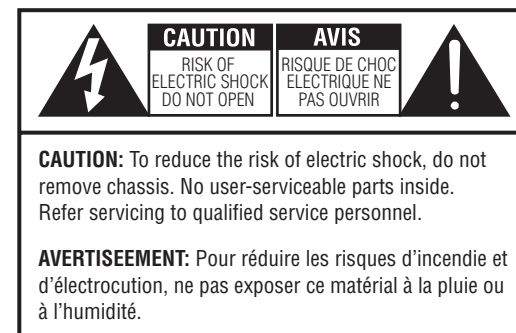 CAUTION
RISK OF
ELECTRIC SHOCK
DO NOT OPEN
AVIS
RISQUE DE CHOC
ELECTRIQUE NE
PAS OUVRIR
CAUTION: To reduce the risk of electric shock, do not
remove chassis. No user-serviceable parts inside.
Refer servicing to qualified service personnel.
AVERTISEEMENT: Pour réduire les risques d’incendie et
d’électrocution, ne pas exposer ce matérial à la pluie ou
à l’humidité.